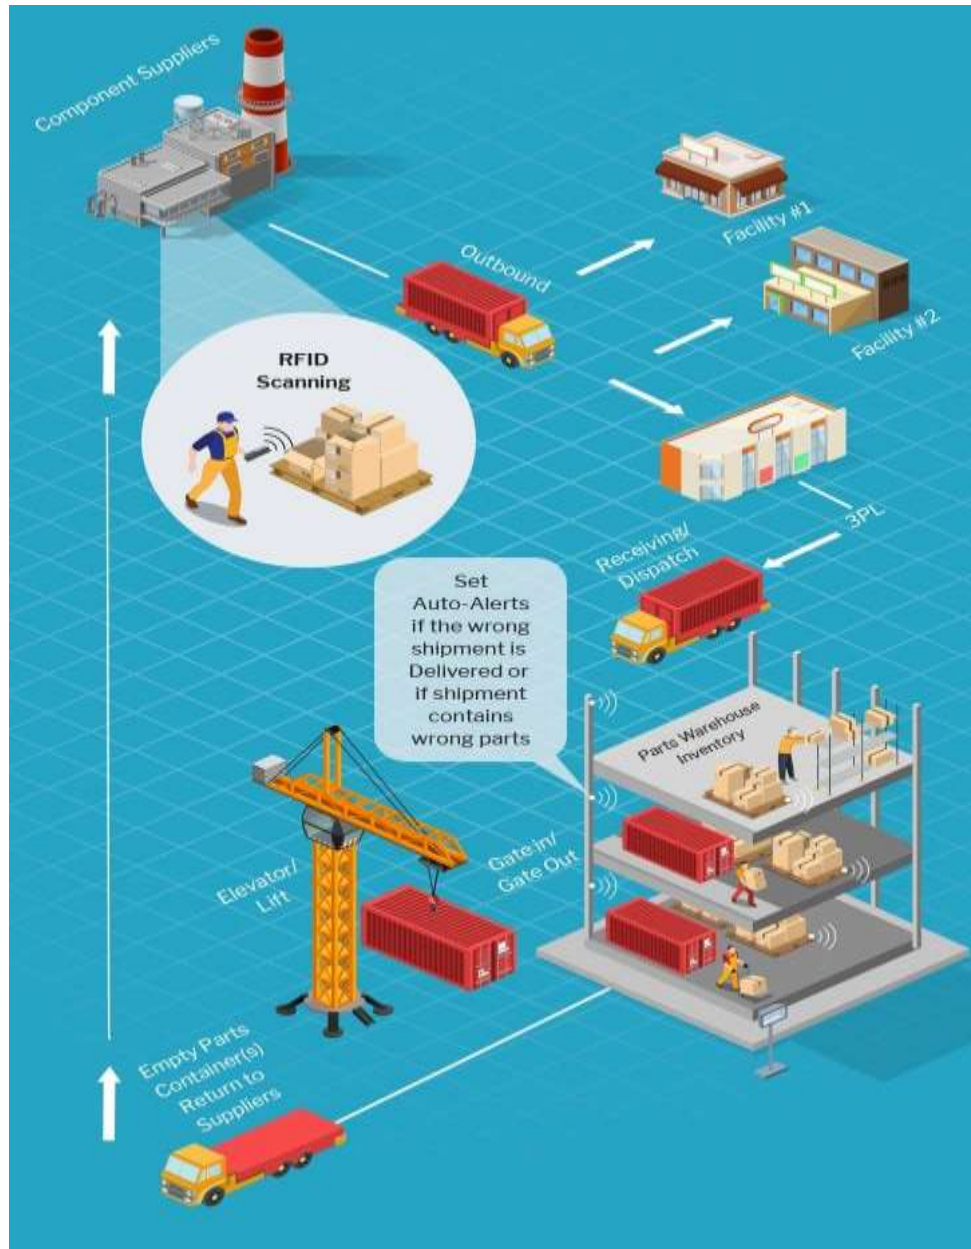 Component Suppliers
Outbound
Facility #1
Facility #2
RFID
Scanning
3PL
Receiving/
Dispatch
Set
Auto-Alerts
if the wrong
shipment is
Delivered or
if shipment
contains
wrong parts
Parts Warehouse
Inventory
Elevator/
Lift
Gate in/
Gate Out
Empty Parts
Container(s)
Return to
Suppliers